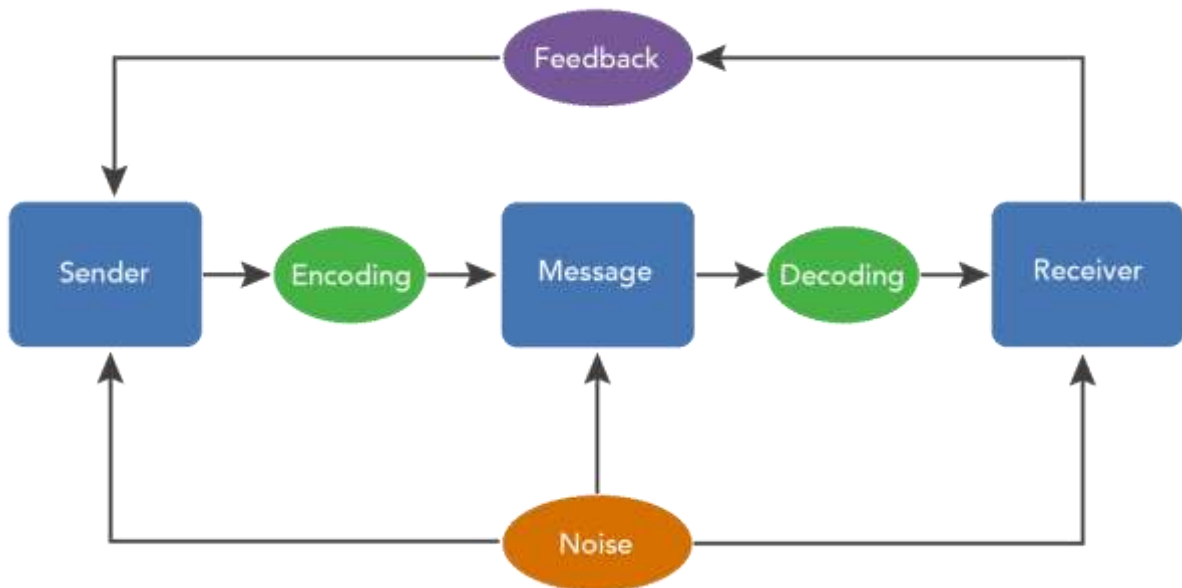 Feedback
Sender
Encoding
Message
Decoding
Receiver
Noise